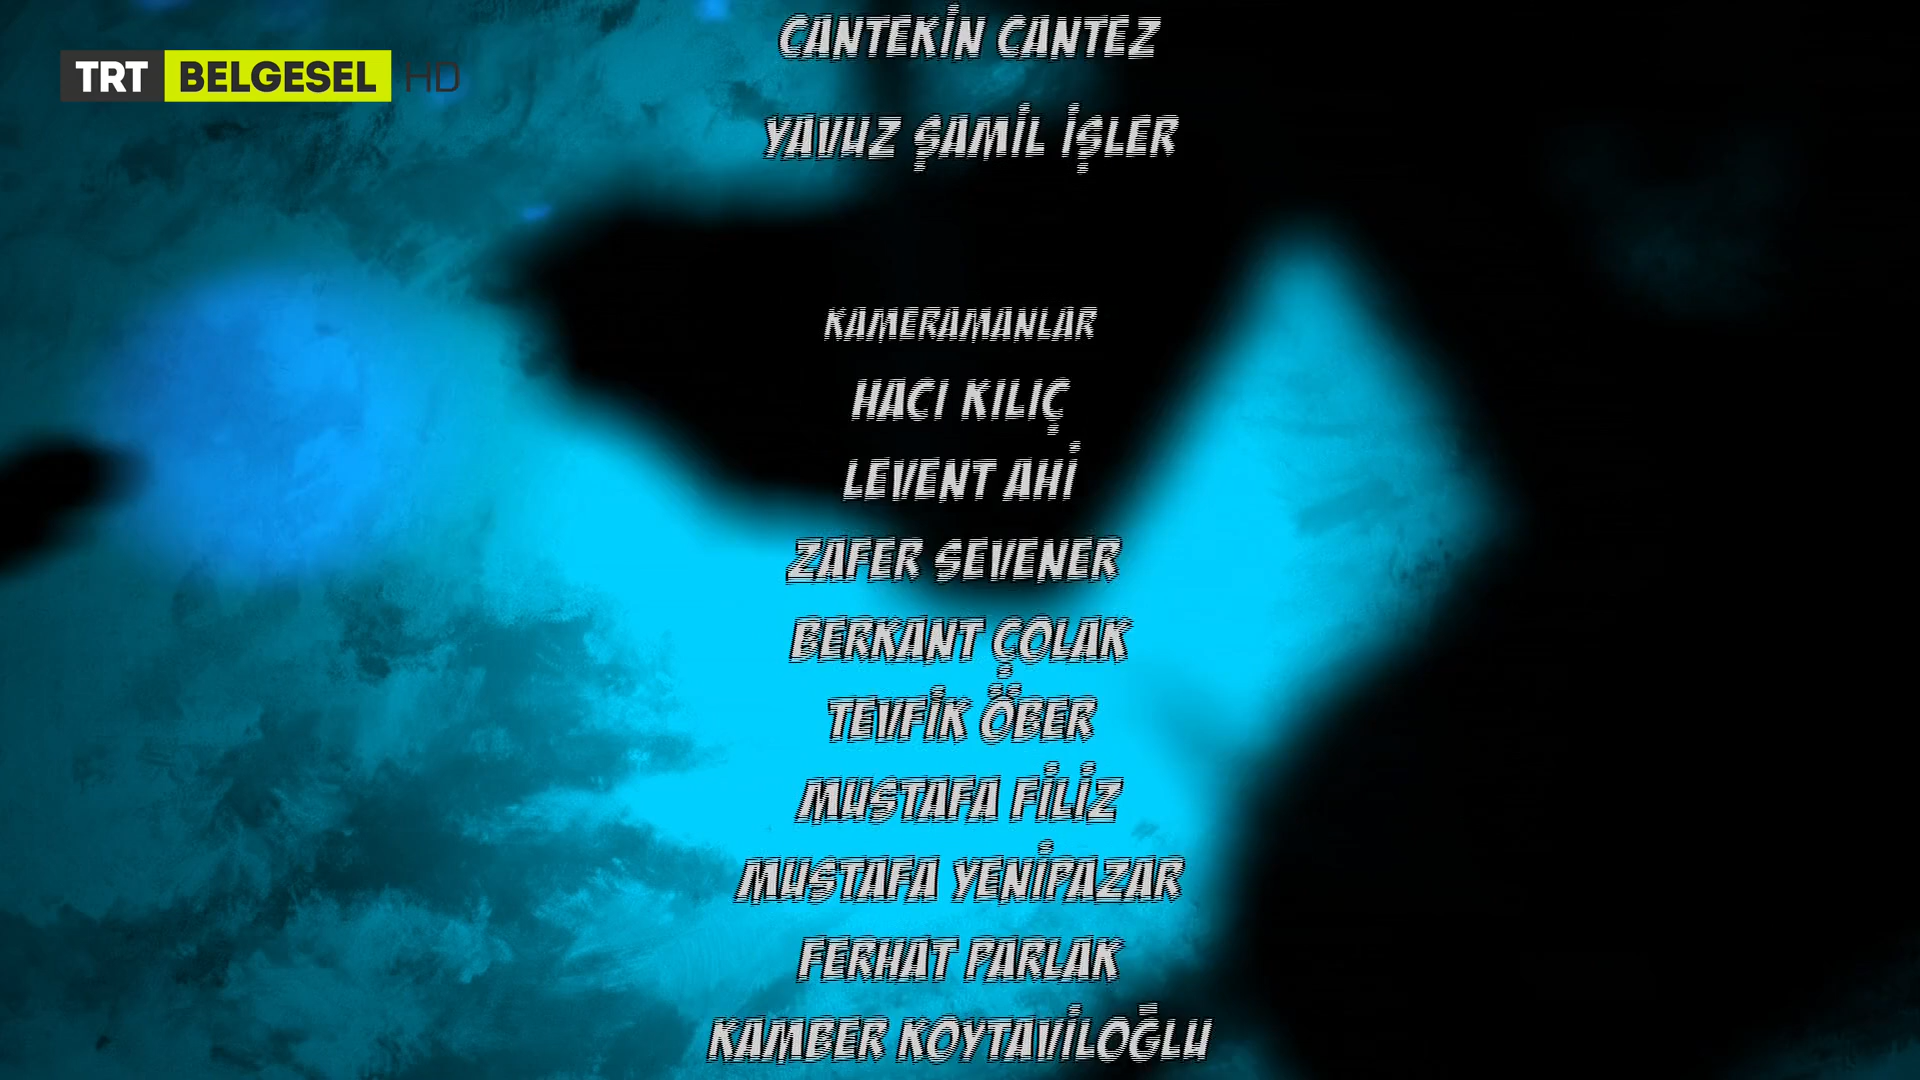 TRT BELGESEL HD
CANTEKİN CANTEZ
YAVUZ ŞAMİL İŞLER
KAMERAMANLAR
HACI KILIÇ
LEVENT AHİ
ZAFER SEVENER
BERKANT ÇOLAK
TEVFİK ÖBER
MUSTAFA FİLİZ
MUSTAFA YENİPAZAR
FERHAT PARLAK
KAMBER KOYTAVİLOĞLU